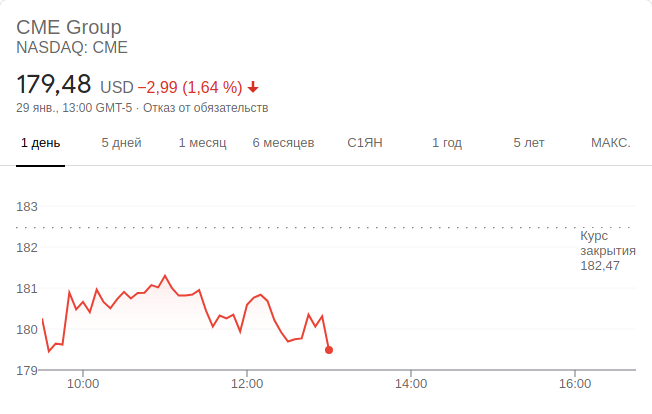 CME Group
NASDAQ: CME
179,48 USD −2,99 (1,64 %)
29 янв., 13:00 GMT-5 · Отказ от обязательств
1 день 5 дней 1 месяц 6 месяцев С1ЯН 1 год 5 лет МАКС.
183
Курс
закрытия
182,47
182
181
180
179
10:00 12:00 14:00 16:00